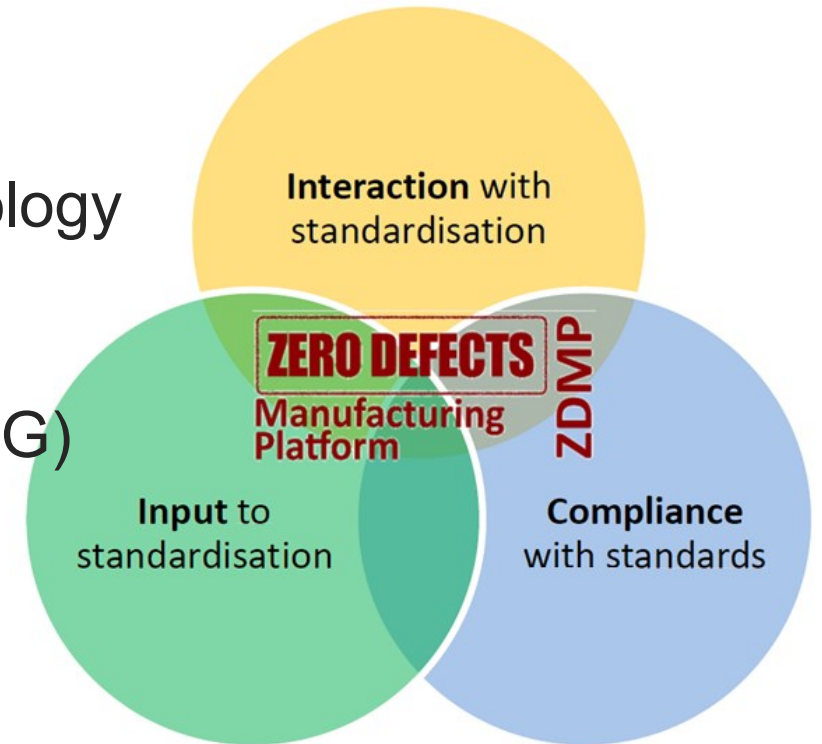 Interaction with
standardisation
ology
ZERO DEFECTS
Manufacturing
Platform
ZDMP
G)
Input to
standardisation
Compliance
with standards